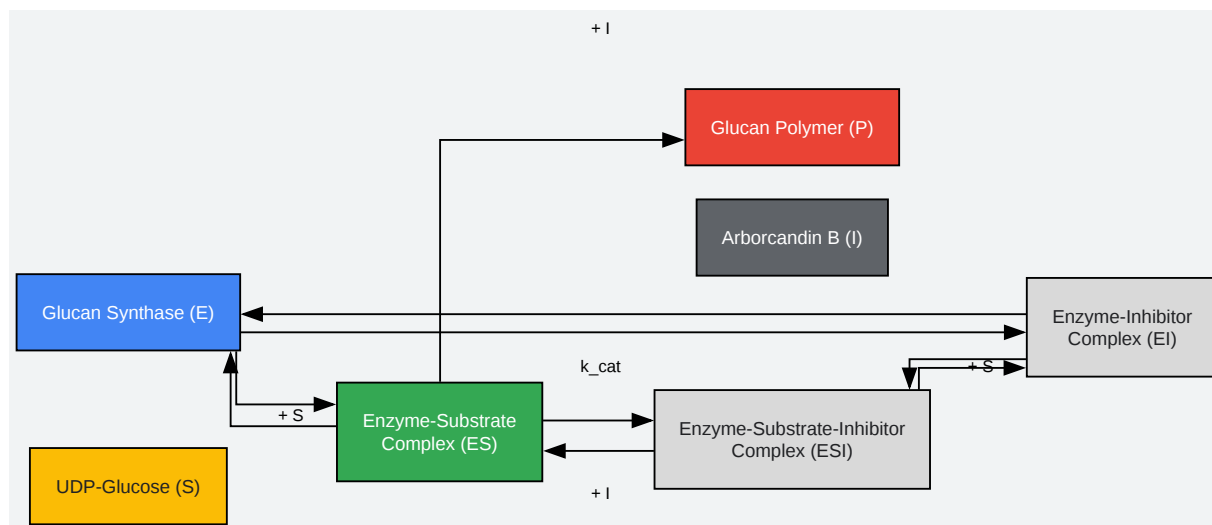 + I
Glucan Polymer (P)
Arborcandin B (I)
Glucan Synthase (E)
Enzyme-Inhibitor
Complex (EI)
k_cat
+ S
+ S
Enzyme-Substrate
Complex (ES)
Enzyme-Substrate-Inhibitor
Complex (ESI)
UDP-Glucose (S)
+ I